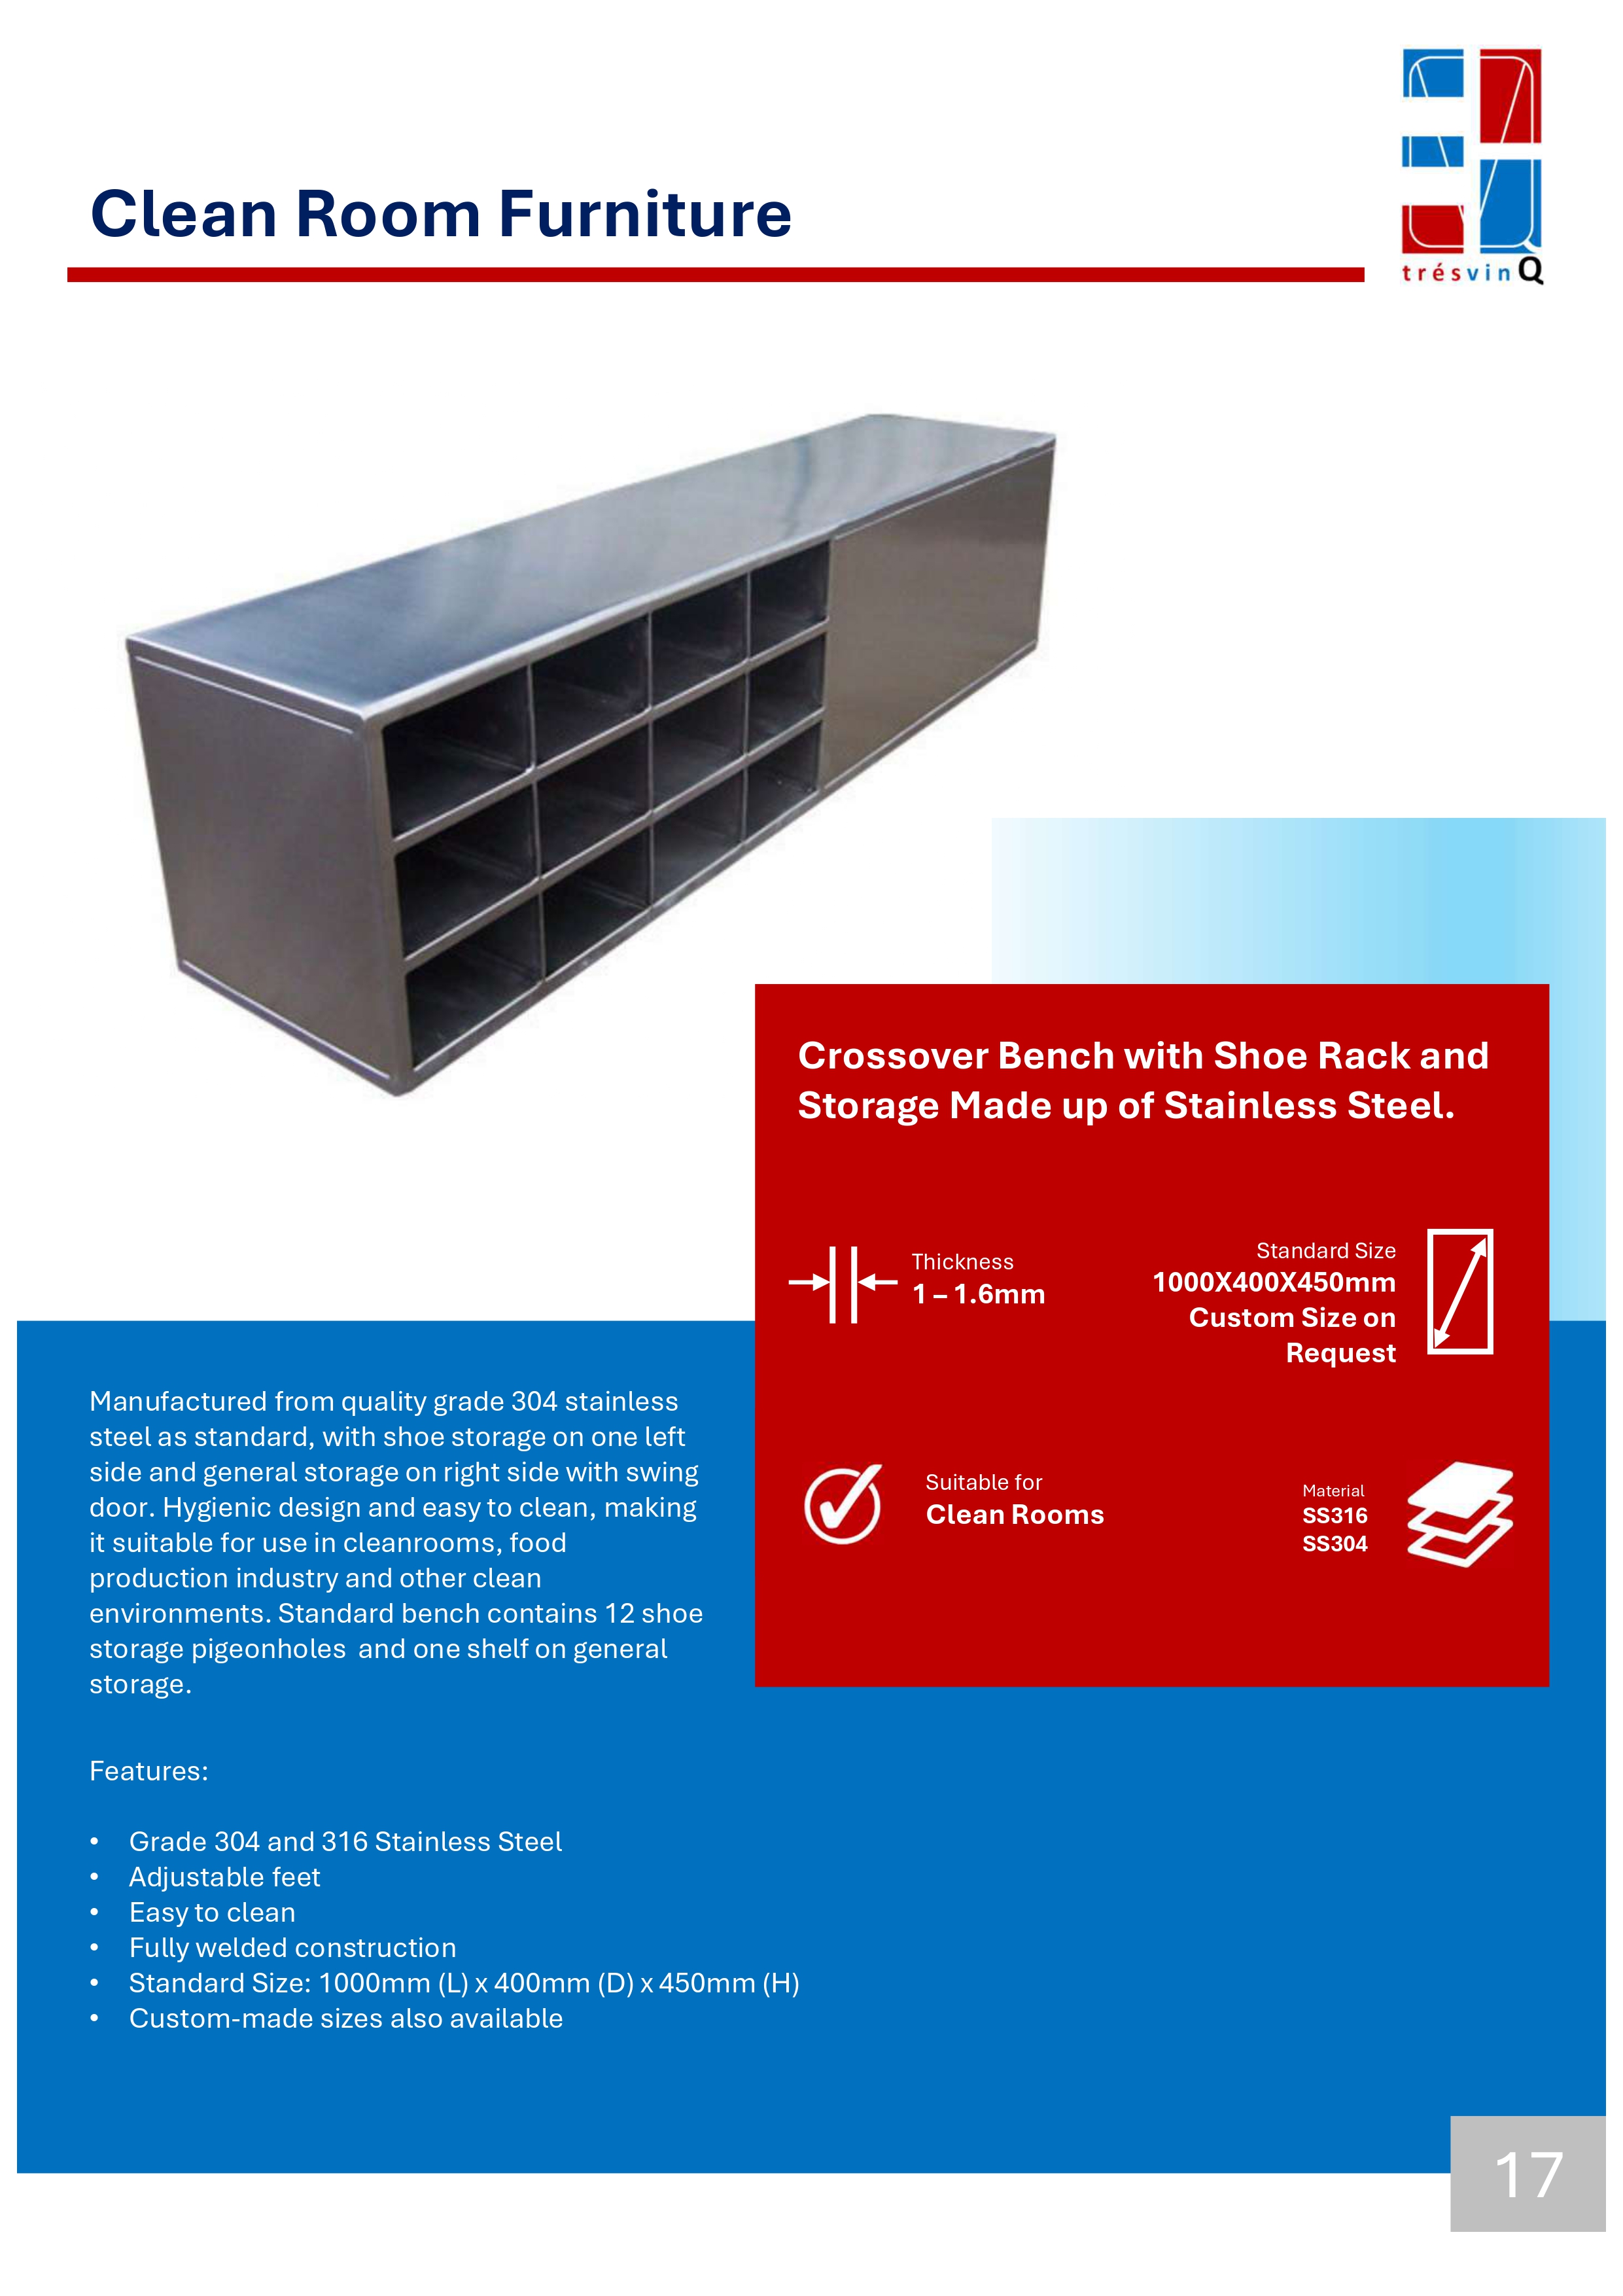 trésvinQ
Clean Room Furniture
Crossover Bench with Shoe Rack and
Storage Made up of Stainless Steel.
Thickness
1 – 1.6mm
Standard Size
1000X400X450mm
Custom Size on
Request
Suitable for
Clean Rooms
Material
SS316
SS304
Manufactured from quality grade 304 stainless
steel as standard, with shoe storage on one left
side and general storage on right side with swing
door. Hygienic design and easy to clean, making
it suitable for use in cleanrooms, food
production industry and other clean
environments. Standard bench contains 12 shoe
storage pigeonholes  and one shelf on general
storage.
Features:
• Grade 304 and 316 Stainless Steel
• Adjustable feet
• Easy to clean
• Fully welded construction
• Standard Size: 1000mm (L) x 400mm (D) x 450mm (H)
• Custom-made sizes also available
17